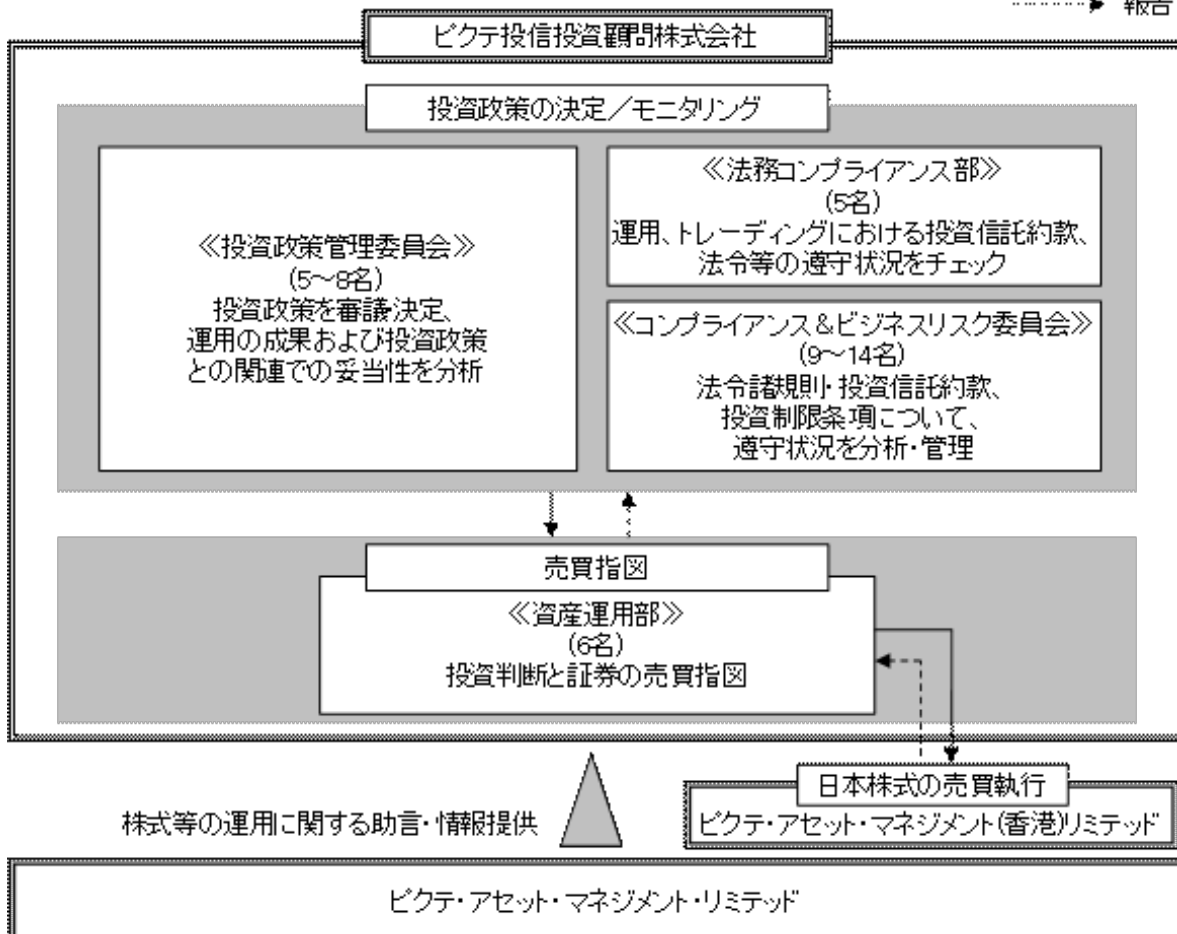 報告
ピクテ投信投資顧問株式会社
投資政策の決定／モニタリング
≪投資政策管理委員会≫
(5～8名)
投資政策を審議・決定、
運用の成果および投資政策
との関連での妥当性を分析
≪法務コンプライアンス部≫
(5名)
運用、トレーディングにおける投資信託約款、
法令等の遵守状況をチェック
≪コンプライアンス＆ビジネスリスク委員会≫
(9～14名)
法令諸規則・投資信託約款、
投資制限条項について、
遵守状況を分析・管理
売買指図
≪資産運用部≫
(6名)
投資判断と証券の売買指図
日本株式の売買執行
ピクテ・アセット・マネジメント(香港)リミテッド
株式等の運用に関する助言・情報提供
ピクテ・アセット・マネジメント・リミテッド